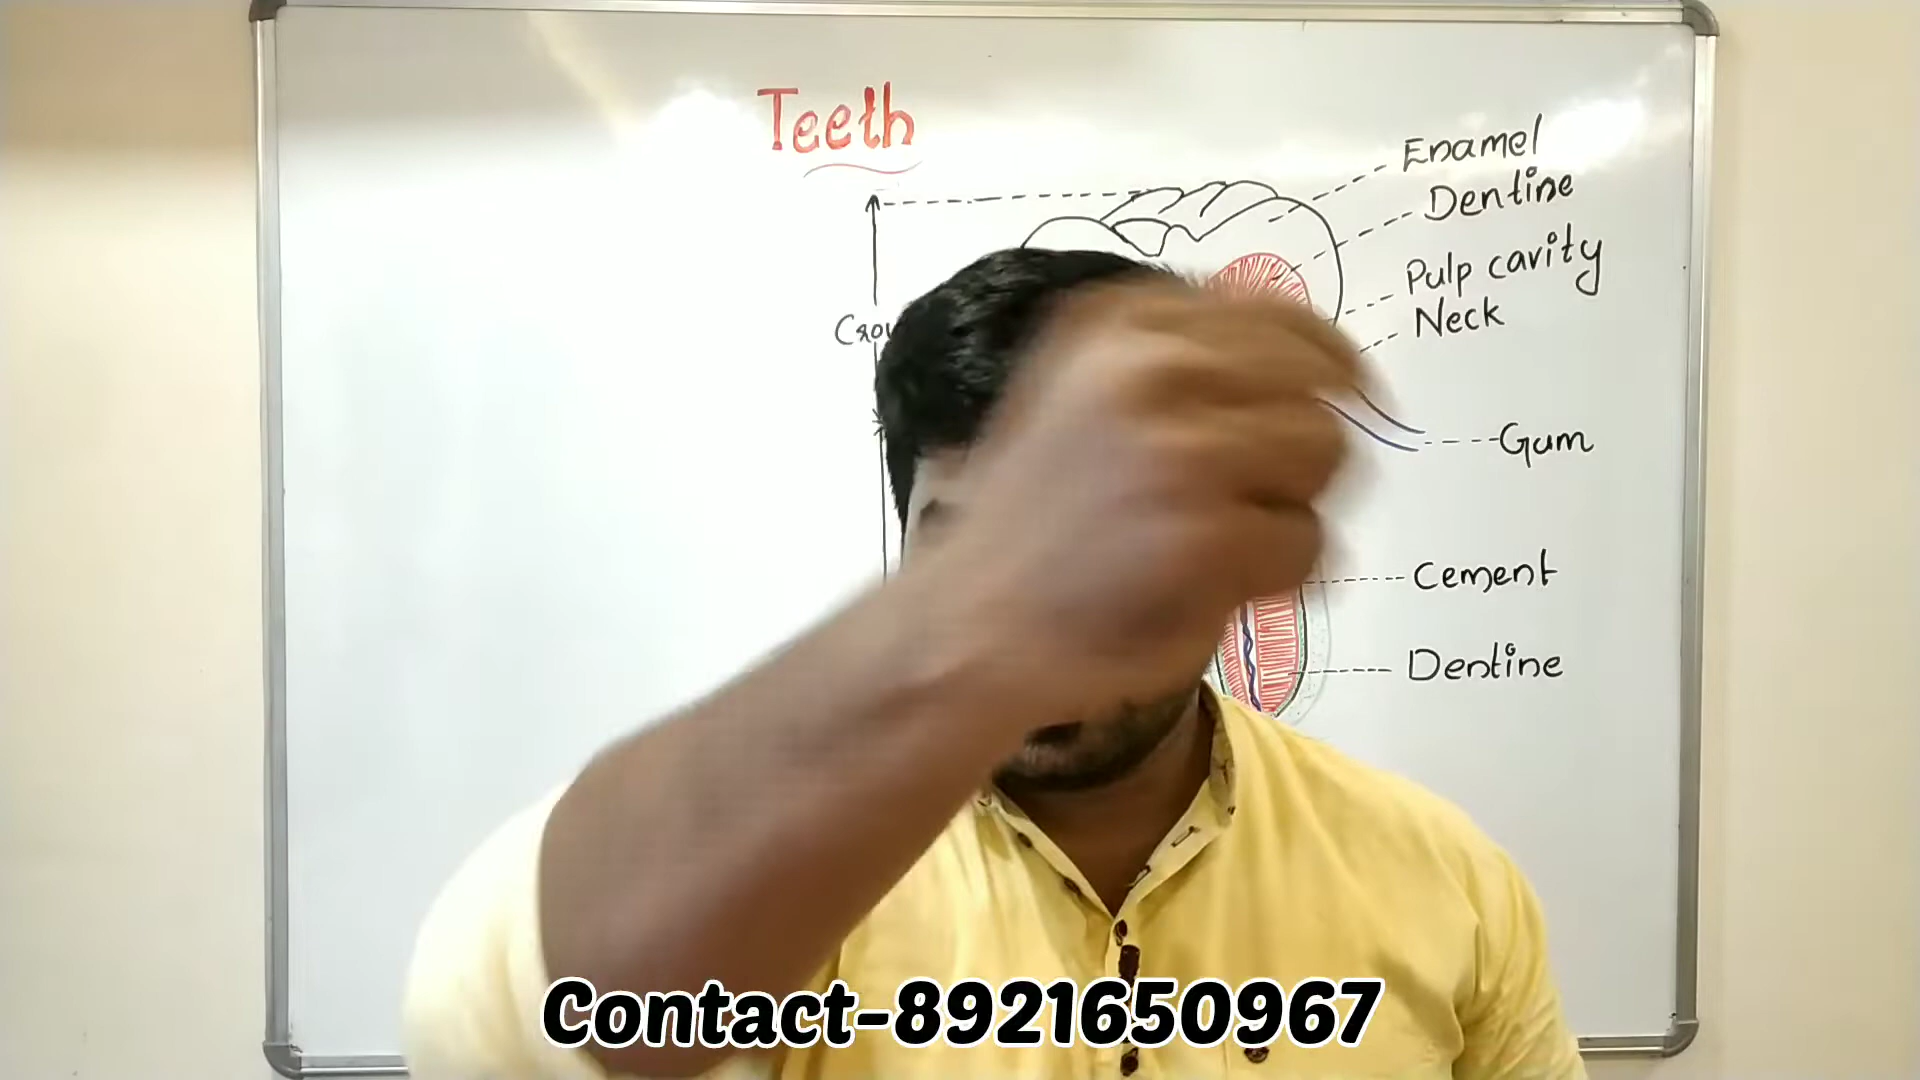 Teeth
Enamel
Dentine
Pulp cavity
Neck
Gum
Cement
Dentine
Contact-8921650967